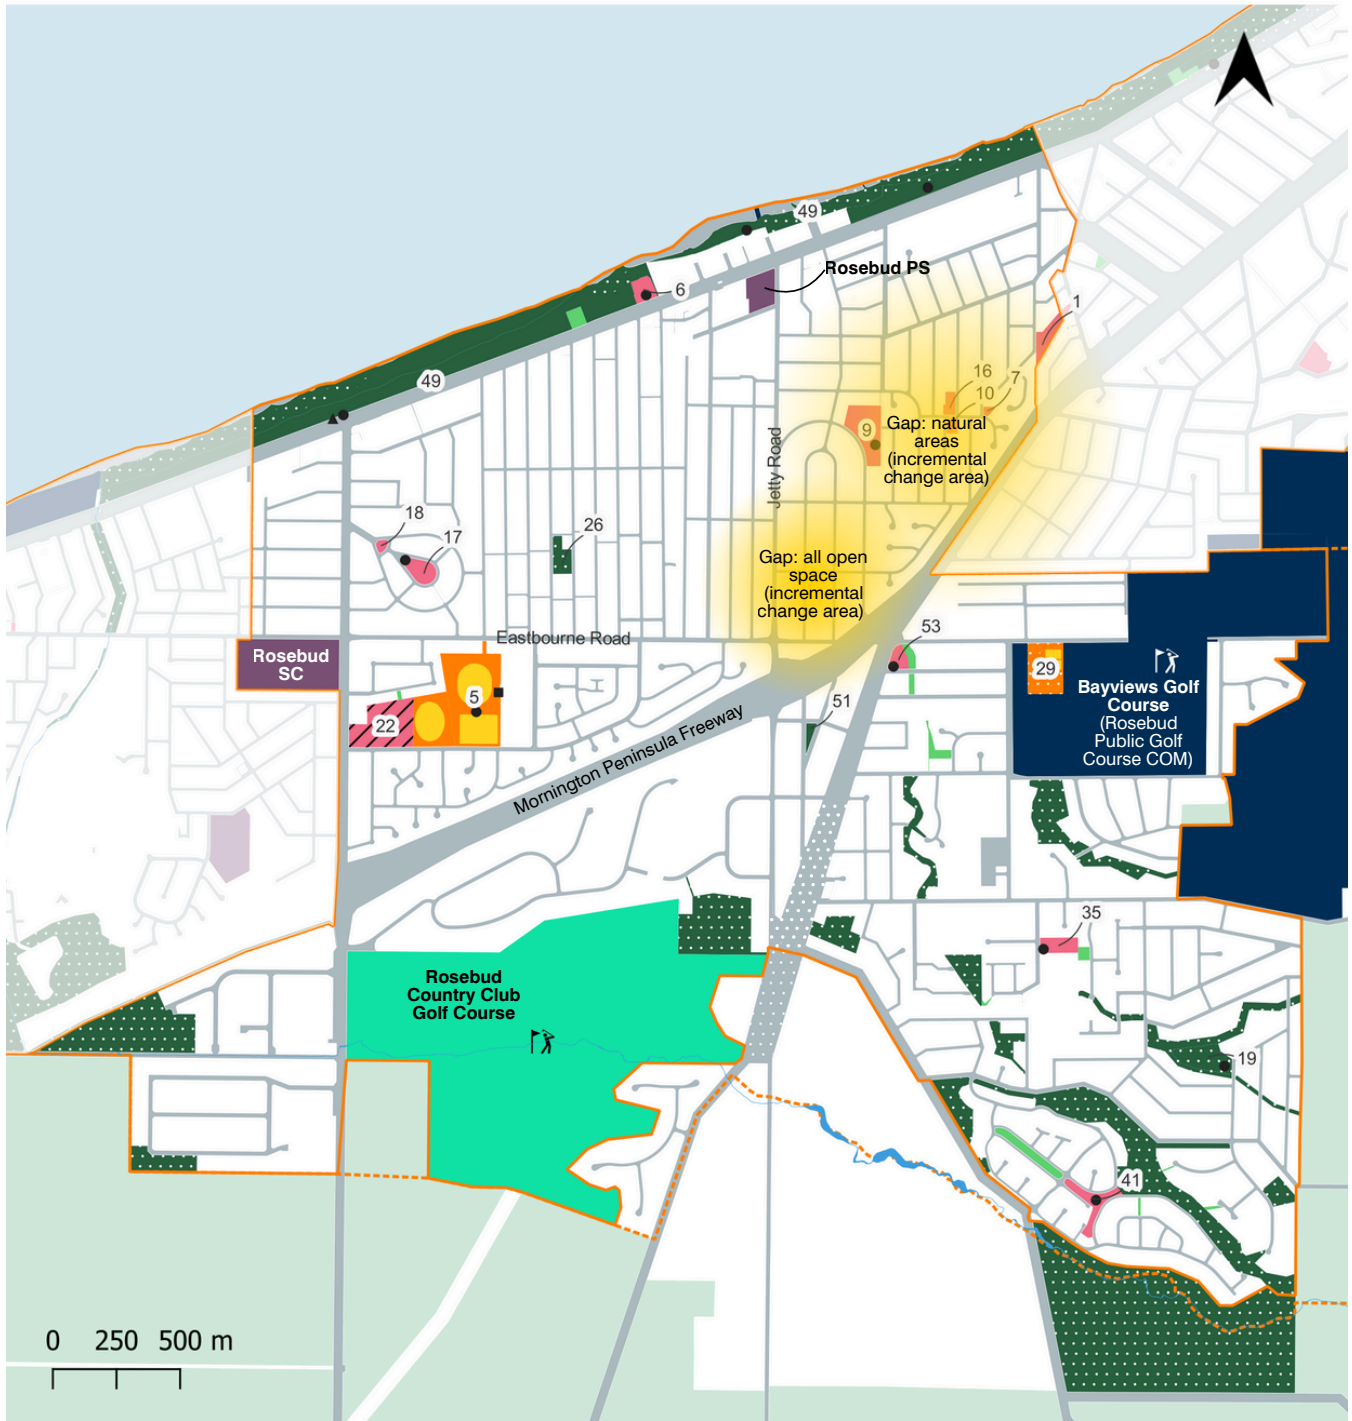 49
Rosebud PS
6
1
49
16
7
10
9
Gap: natural
areas
(incremental
change area)
Jetty Road
18
26
17
Gap: all open
space
(incremental
change area)
53
Eastbourne Road
Rosebud
SC
29
5
22
Bayviews Golf
Course
(Rosebud
Public Golf
Course COM)
51
Mornington Peninsula Freeway
35
Rosebud
Country Club
Golf Course
19
41
0 250 500 m